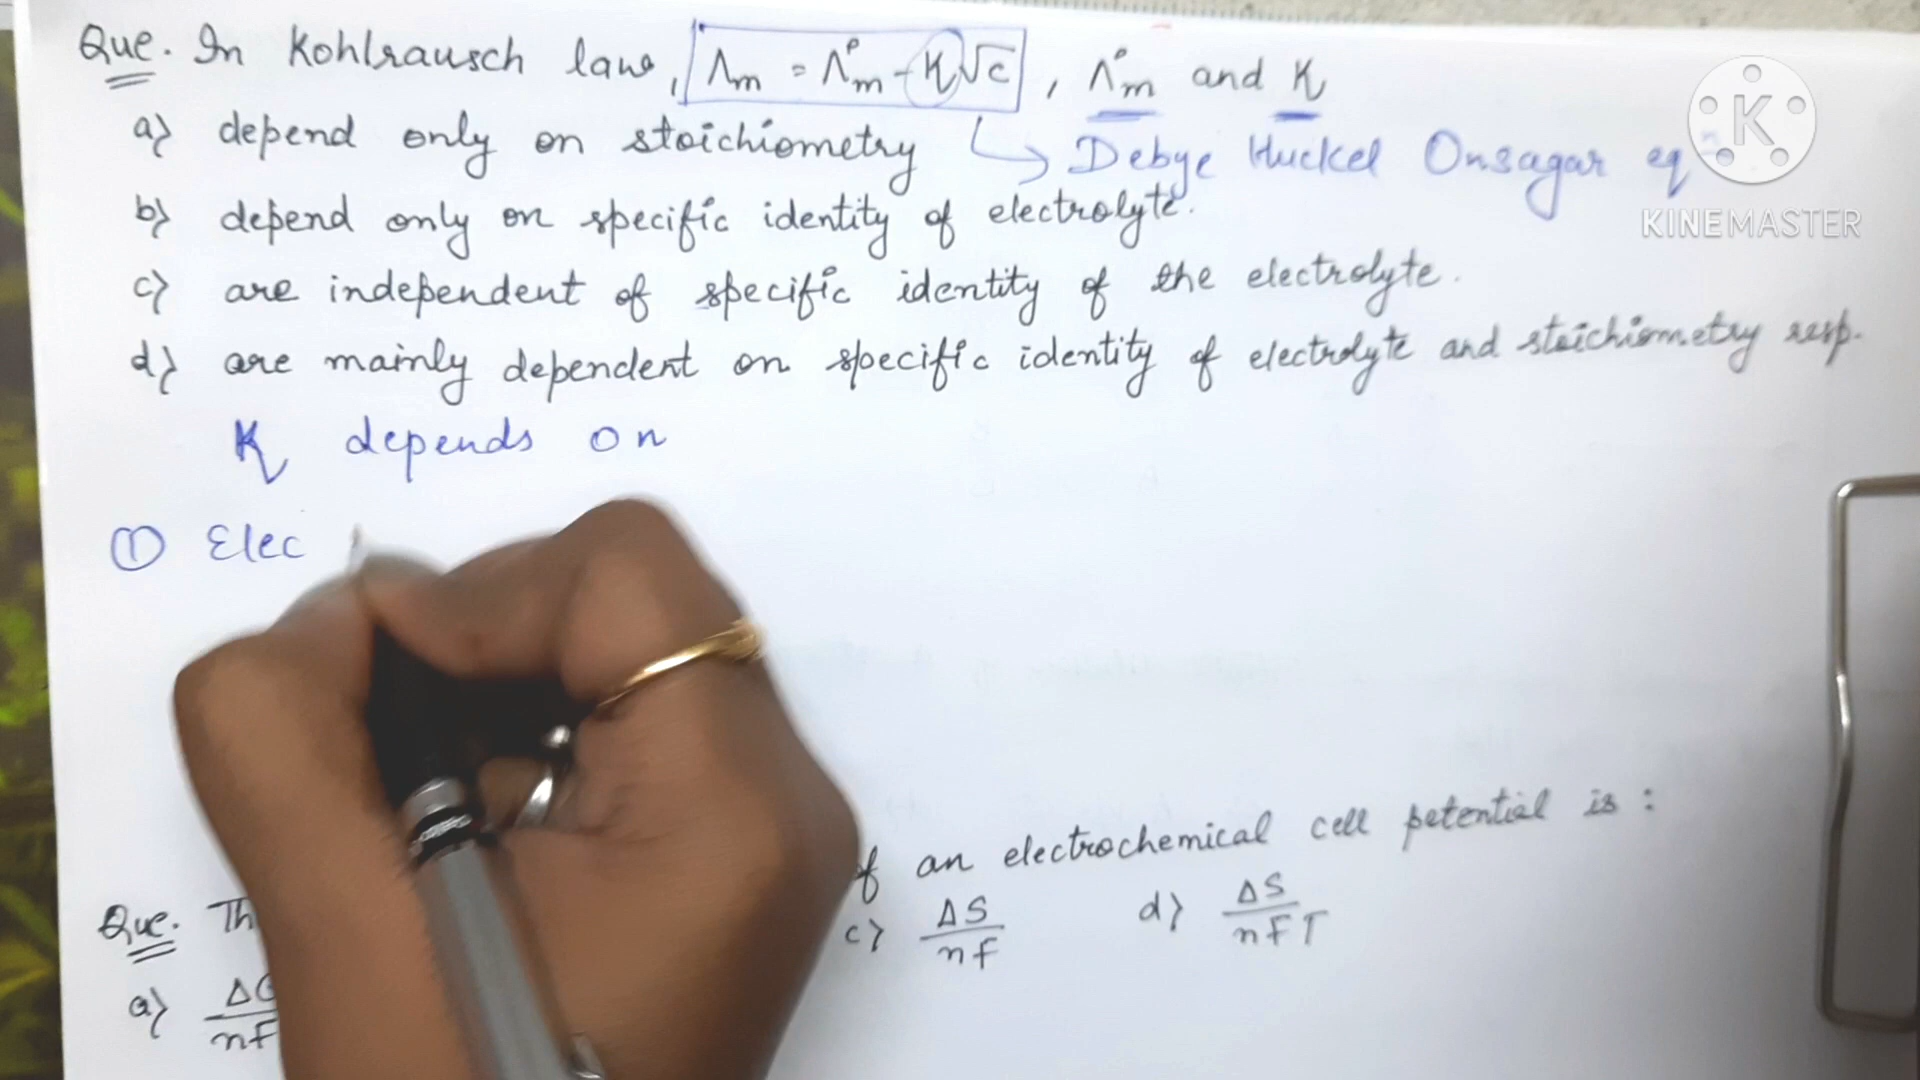 Que. In Kohlrausch law, Λm = Λ°m - K√c, Λ°m and K
a) depend only on stoichiometry
↳ Debye Huckel Onsagar eqn
b) depend only on specific identity of electrolyte.
c) are independent of specific identity of the electrolyte.
d) are mainly dependent on specific identity of electrolyte and stoichiometry resp.
K depends on
① Elec
Que. Th
of an electrochemical cell potential is :
a) ΔG/nF c) ΔS/nF d) ΔS/nFT
K
KINEMASTER